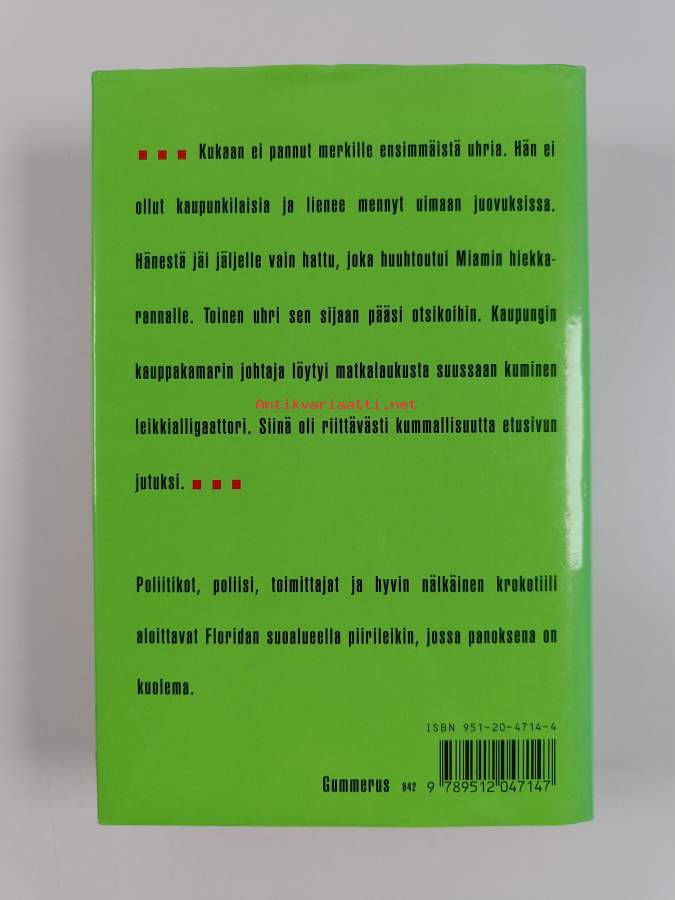 Kukaan ei pannut merkille ensimmäistä uhria. Hän ei
ollut kaupunkilaisia ja lienee mennyt uimaan juovuksissa.
Hänestä jäi jäljelle vain hattu, joka huuhtoutui Miamin hiekka-
rannalle. Toinen uhri sen sijaan pääsi otsikoihin. Kaupungin
kauppakamarin johtaja löytyi matkalaukusta suussaan kuminen
Antikvariaatti.net
leikkialligaattori. Siinä oli riittävästi kummallisuutta etusivun
jutuksi.
Poliitikot, poliisi, toimittajat ja hyvin nälkäinen krokotiili
aloittavat Floridan suoalueella piirileikin, jossa panoksena on
kuolema.
ISBN 951-20-4714-4
Gummerus 842 9 789512 047147